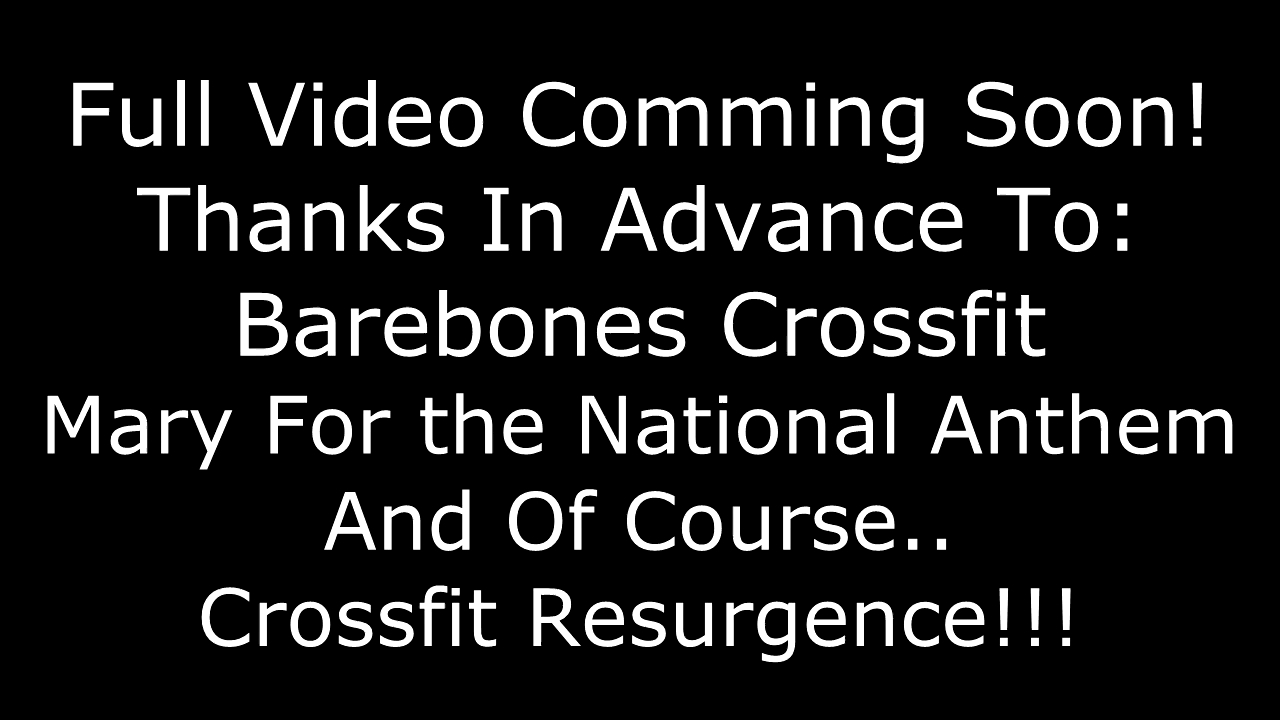 Full Video Comming Soon!
Thanks In Advance To:
Barebones Crossfit
Mary For the National Anthem
And Of Course..
Crossfit Resurgence!!!